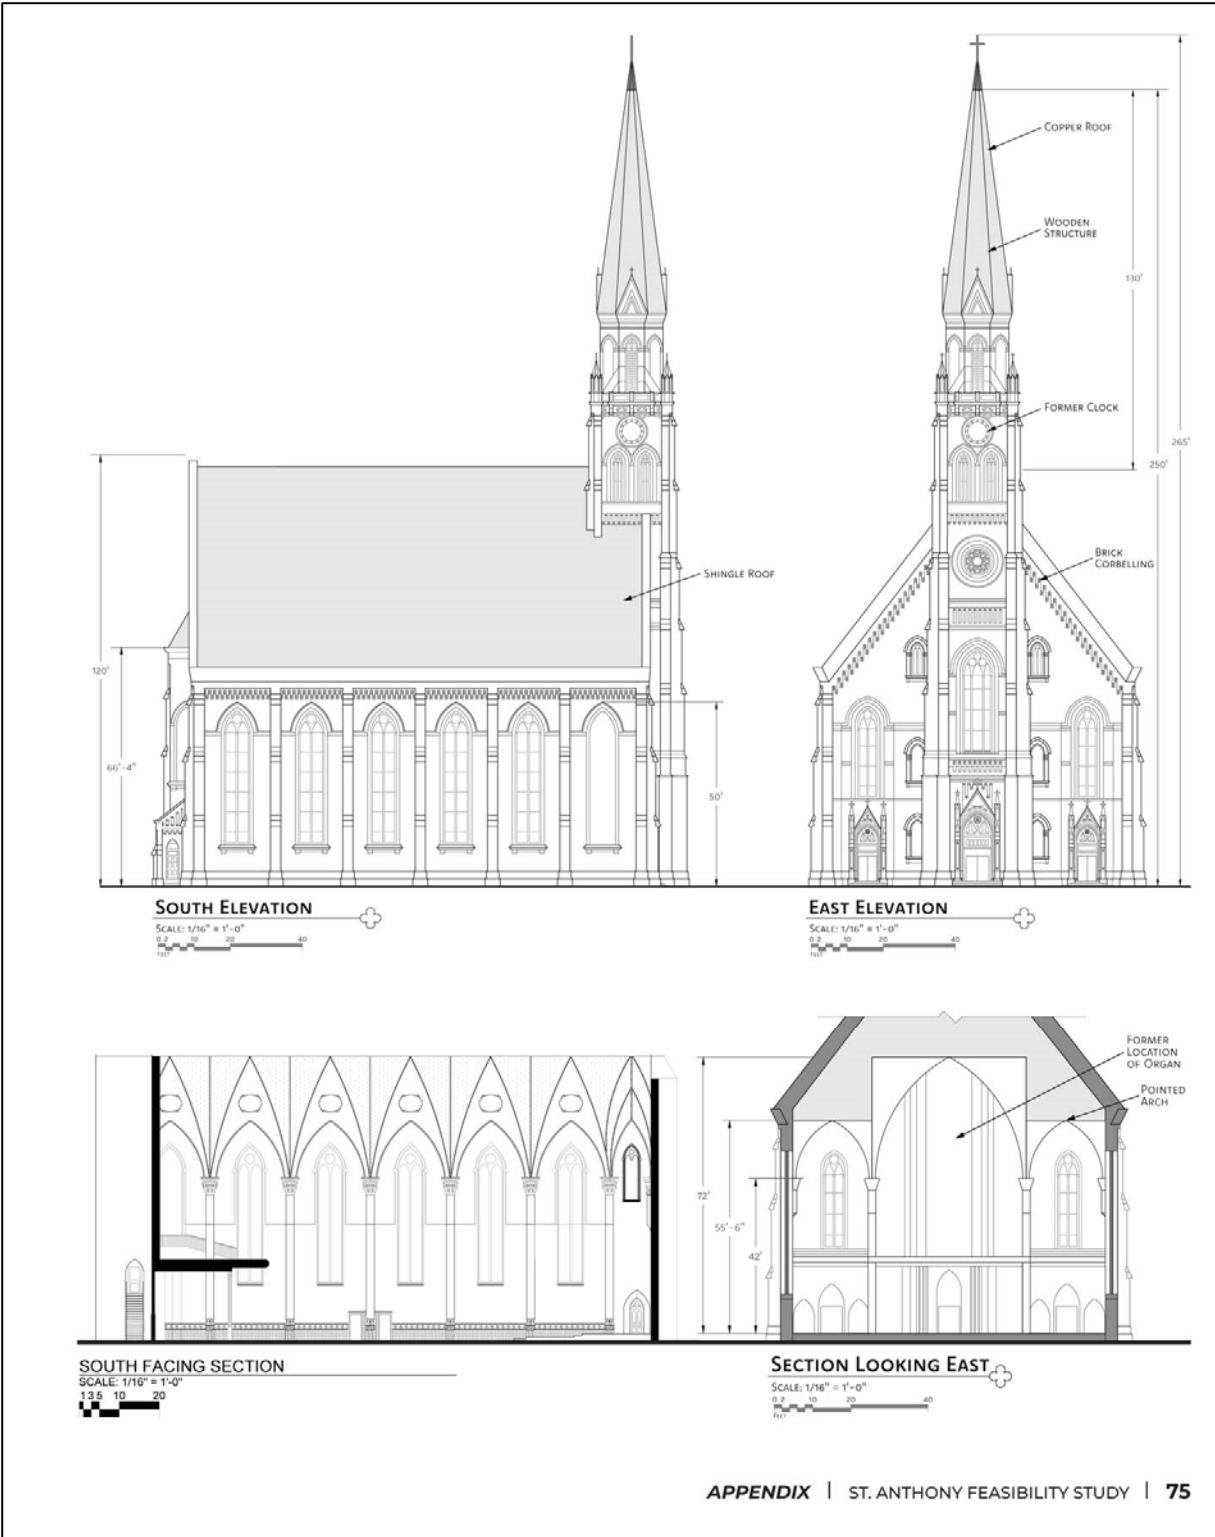 COPPER ROOF
WOODEN
STRUCTURE
130'
FORMER CLOCK
265'
250'
BRICK
CORBELLING
SHINGLE ROOF
120'
66'-4"
50'
SOUTH ELEVATION
SCALE: 1/16" = 1'-0"
0 2 10 20 40
FEET
EAST ELEVATION
SCALE: 1/16" = 1'-0"
0 2 10 20 40
FEET
FORMER
LOCATION
OF ORGAN
POINTED
ARCH
72'
55'-6"
42'
SOUTH FACING SECTION
SCALE: 1/16" = 1'-0"
1 3 5 10 20
SECTION LOOKING EAST
SCALE: 1/16" = 1'-0"
0 2 10 20 40
FEET
APPENDIX | ST. ANTHONY FEASIBILITY STUDY | 75